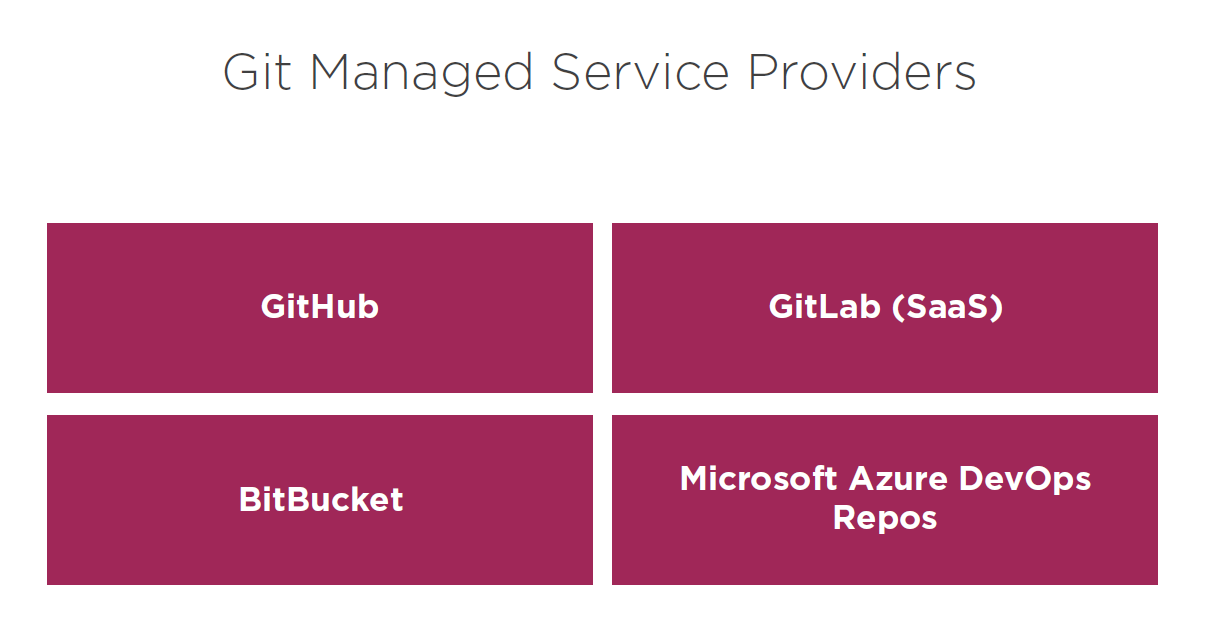 Git Managed Service Providers
GitHub
GitLab (SaaS)
BitBucket
Microsoft Azure DevOps
Repos